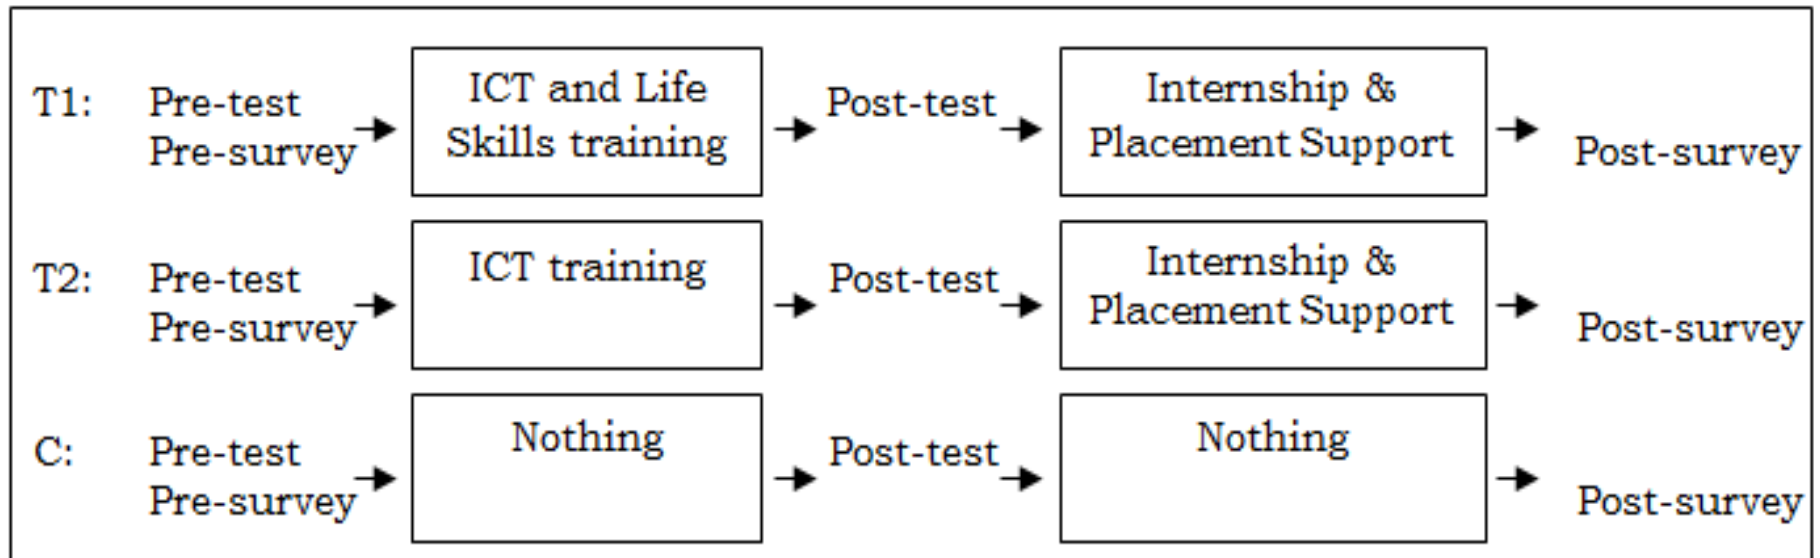 T1:
Pre-test
Pre-survey
ICT and Life
Skills training
Post-test
Internship &
Placement Support
Post-survey
T2:
Pre-test
Pre-survey
ICT training
Post-test
Internship &
Placement Support
Post-survey
C:
Pre-test
Pre-survey
Nothing
Post-test
Nothing
Post-survey